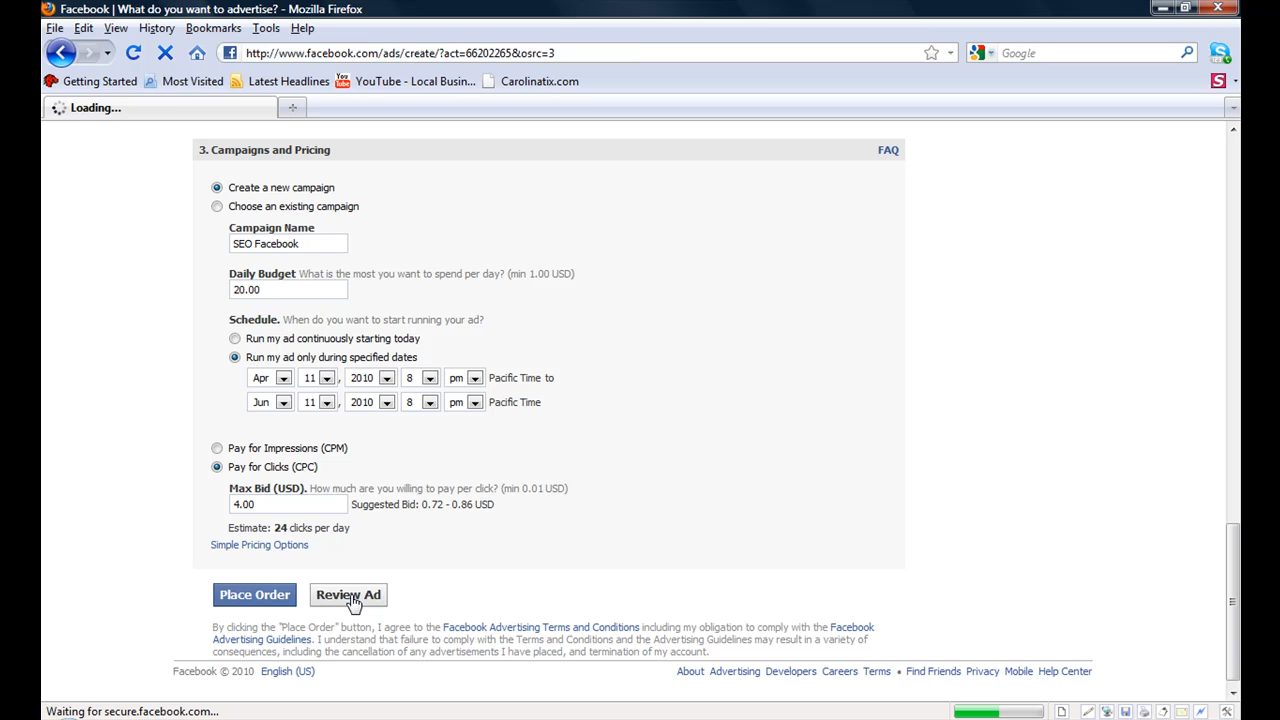 Facebook | What do you want to advertise? - Mozilla Firefox
File Edit View History Bookmarks Tools Help
http://www.facebook.com/ads/create/?act=66202265&osrc=3
Google
Getting Started Most Visited Latest Headlines You Tube YouTube - Local Busin... Carolinatix.com S
Loading...
3. Campaigns and Pricing FAQ
Create a new campaign
Choose an existing campaign
Campaign Name
SEO Facebook
Daily Budget What is the most you want to spend per day? (min 1.00 USD)
20.00
Schedule. When do you want to start running your ad?
Run my ad continuously starting today
Run my ad only during specified dates
Apr 11 , 2010 8 pm Pacific Time to
Jun 11 , 2010 8 pm Pacific Time
Pay for Impressions (CPM)
Pay for Clicks (CPC)
Max Bid (USD). How much are you willing to pay per click? (min 0.01 USD)
4.00 Suggested Bid: 0.72 - 0.86 USD
Estimate: 24 clicks per day
Simple Pricing Options
Place Order Review Ad
By clicking the "Place Order" button, I agree to the Facebook Advertising Terms and Conditions including my obligation to comply with the Facebook
Advertising Guidelines. I understand that failure to comply with the Terms and Conditions and the Advertising Guidelines may result in a variety of
consequences, including the cancellation of any advertisements I have placed, and termination of my account.
Facebook © 2010 English (US) About Advertising Developers Careers Terms • Find Friends Privacy Mobile Help Center
Waiting for secure.facebook.com...